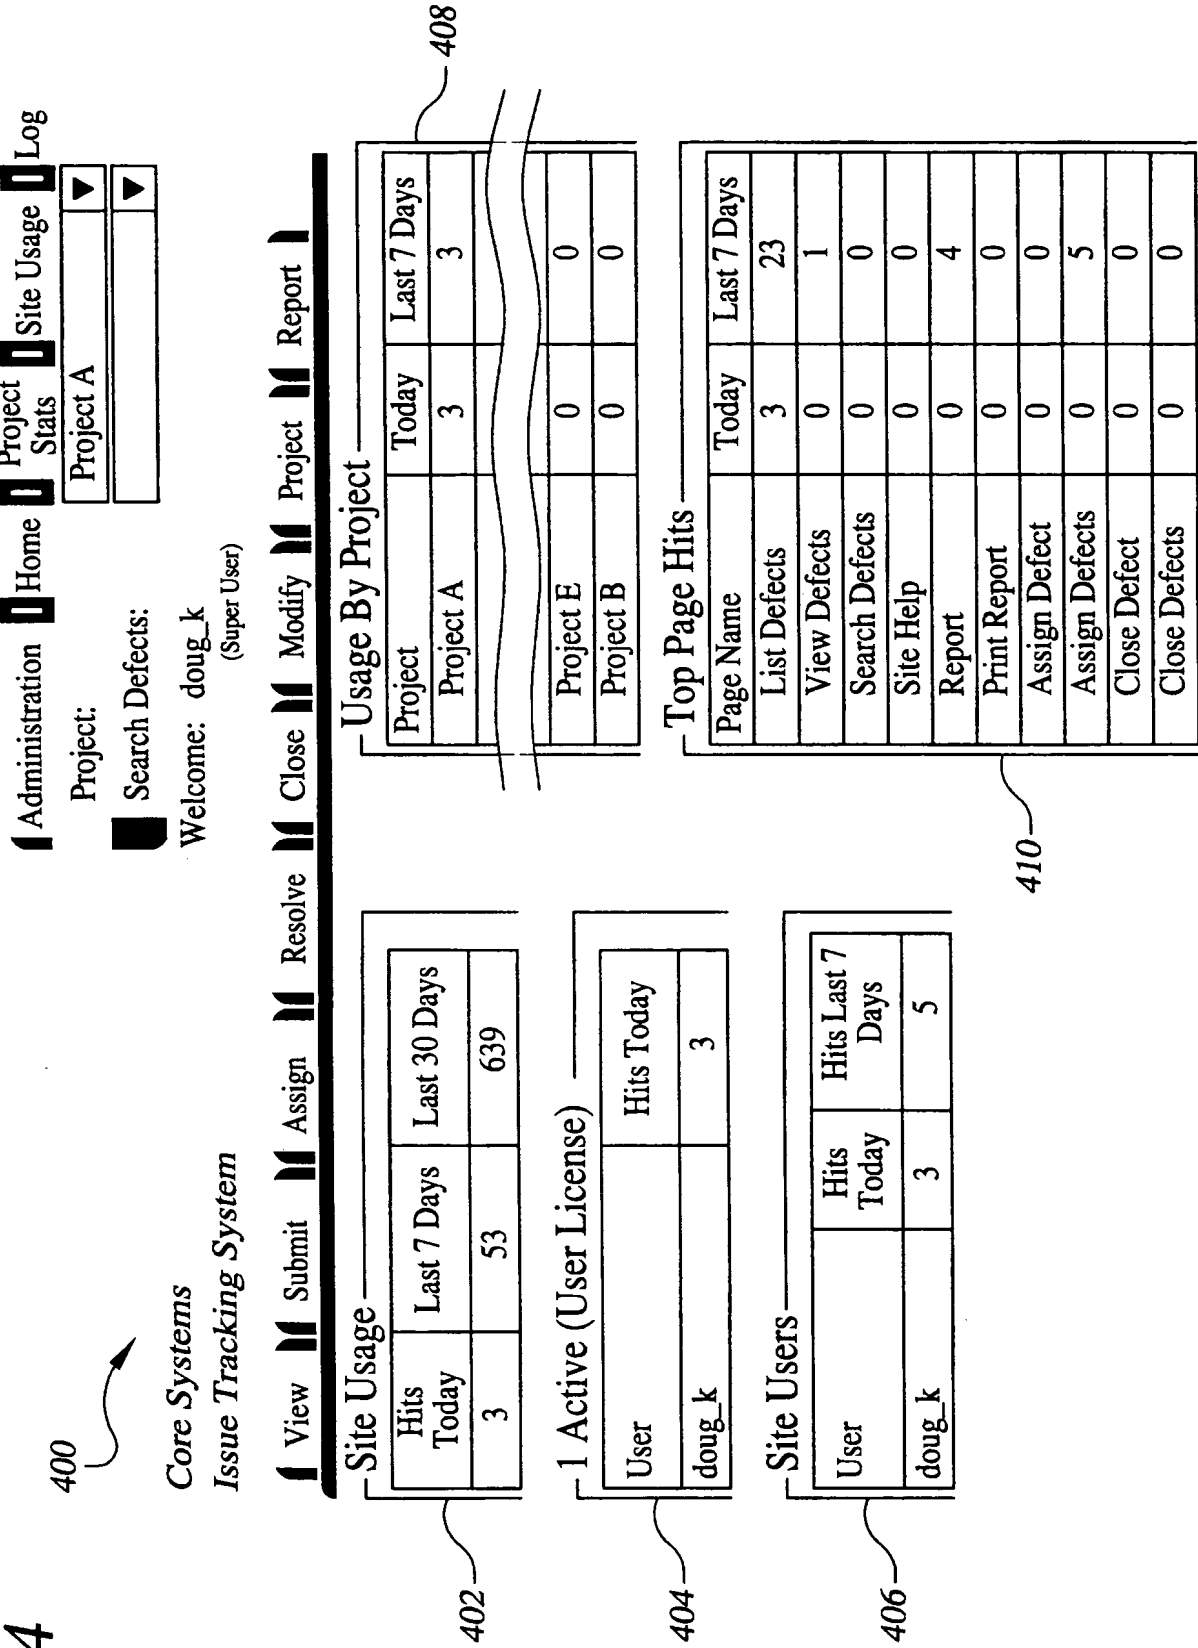 4
400
Core Systems
Issue Tracking System
Administration Home Project Stats Site Usage Log
Project: Project A
Search Defects:
Welcome: doug_k
(Super User)
View Submit Assign Resolve Close Modify Project Report
Site Usage
Hits Today Last 7 Days Last 30 Days
3 53 639
402
1 Active (User License)
User Hits Today
doug_k 3
404
Site Users
User Hits Today Hits Last 7 Days
doug_k 3 5
406
Usage By Project
408
Project Today Last 7 Days
Project A 3 3
Project E 0 0
Project B 0 0
Top Page Hits
Page Name Today Last 7 Days
List Defects 3 23
View Defects 0 1
Search Defects 0 0
Site Help 0 0
Report 0 4
Print Report 0 0
Assign Defect 0 0
Assign Defects 0 5
Close Defect 0 0
Close Defects 0 0
410